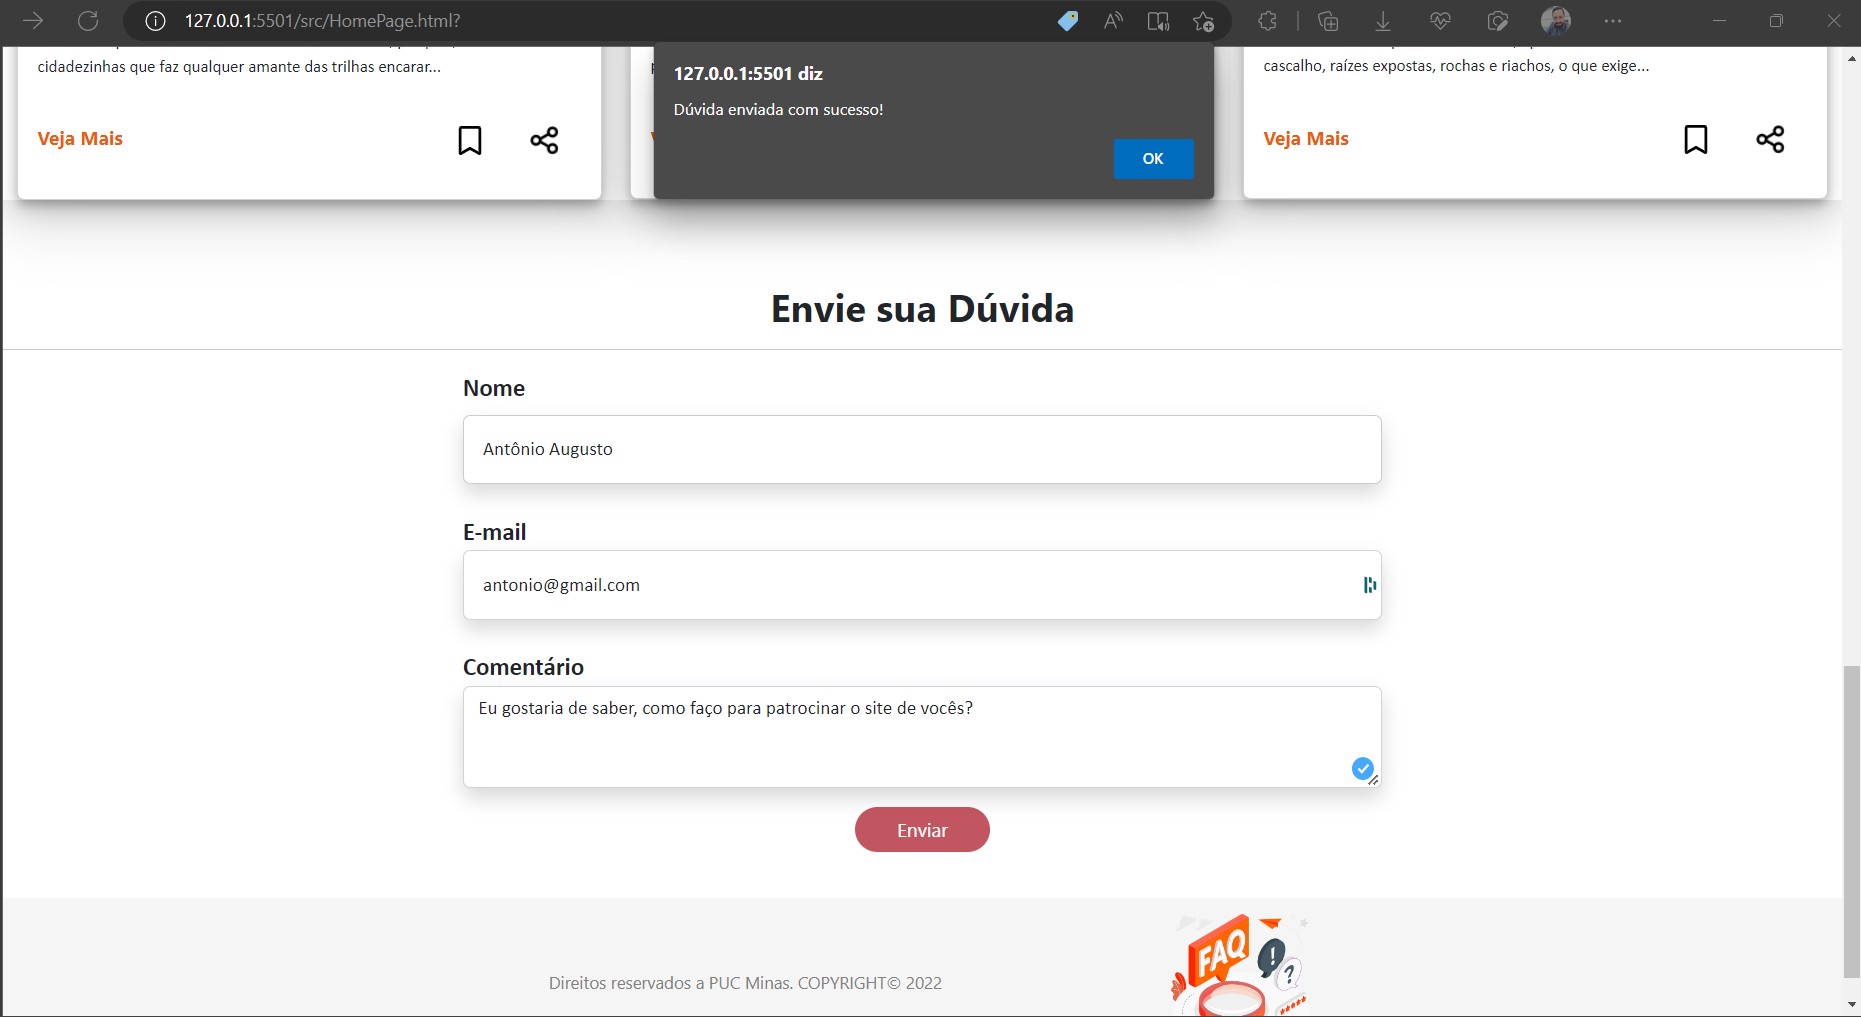 127.0.0.1:5501/src/HomePage.html?
127.0.0.1:5501 diz
Dúvida enviada com sucesso!
OK
cidadezinhas que faz qualquer amante das trilhas encarar...
cascalho, raízes expostas, rochas e riachos, o que exige...
Veja Mais
Veja Mais
Envie sua Dúvida
Nome
Antônio Augusto
E-mail
antonio@gmail.com
Comentário
Eu gostaria de saber, como faço para patrocinar o site de vocês?
Enviar
Direitos reservados a PUC Minas. COPYRIGHT© 2022
FAQ
!
?